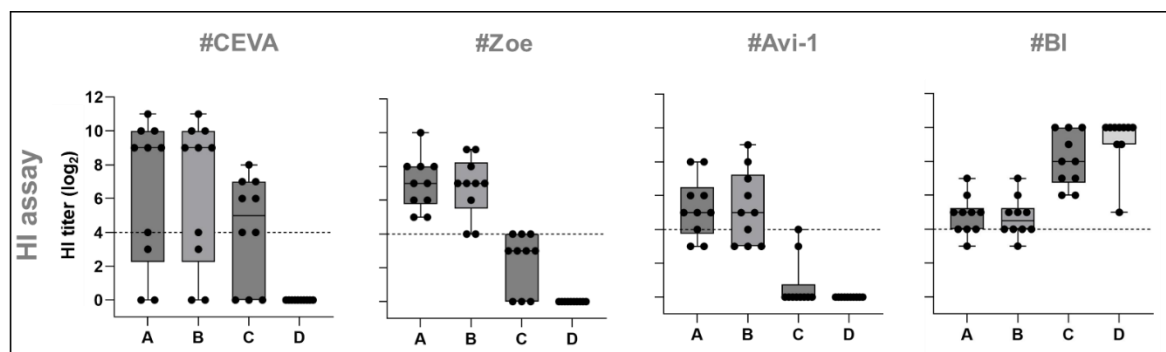 #CEVA #Zoe #Avi-1 #BI
HI assay
HI titer (log₂)
12
10
8
6
4
2
0
A B C D A B C D A B C D A B C D